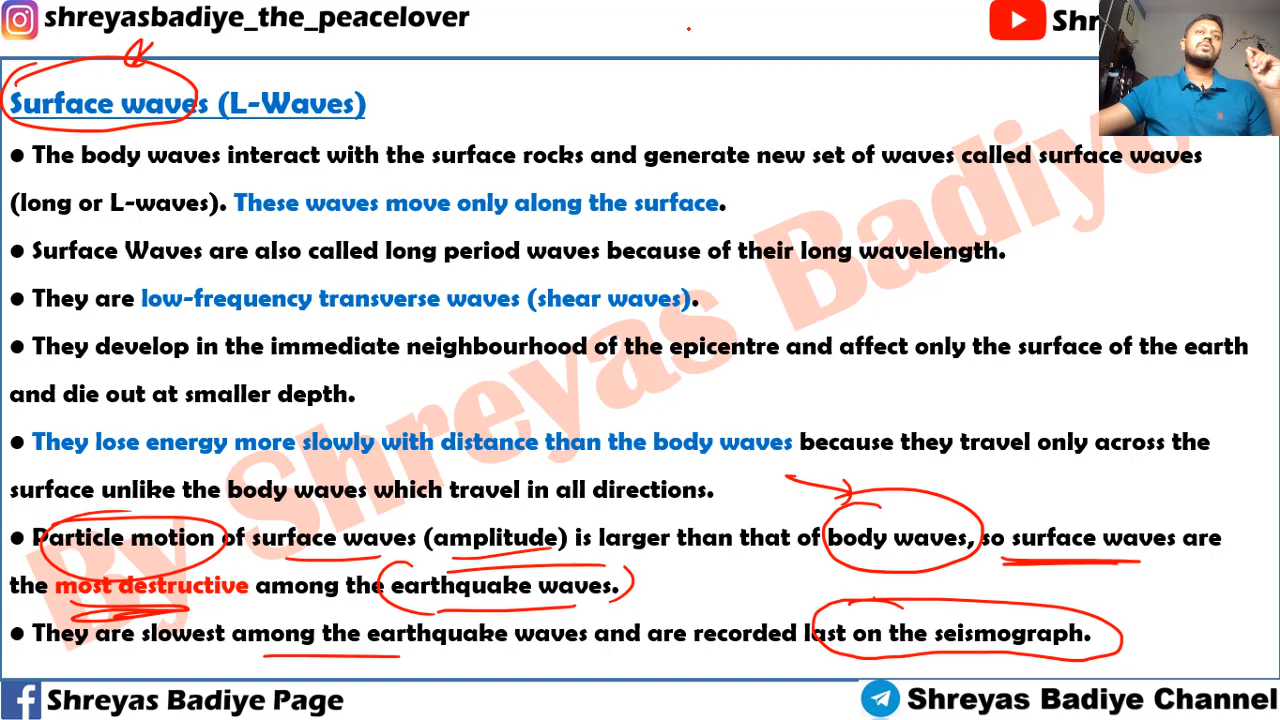 shreyasbadiye_the_peacelover
Shr
Surface waves (L-Waves)
● The body waves interact with the surface rocks and generate new set of waves called surface waves
(long or L-waves). These waves move only along the surface.
● Surface Waves are also called long period waves because of their long wavelength.
● They are low-frequency transverse waves (shear waves).
● They develop in the immediate neighbourhood of the epicentre and affect only the surface of the earth
and die out at smaller depth.
● They lose energy more slowly with distance than the body waves because they travel only across the
surface unlike the body waves which travel in all directions.
● Particle motion of surface waves (amplitude) is larger than that of body waves, so surface waves are
the most destructive among the earthquake waves.
● They are slowest among the earthquake waves and are recorded last on the seismograph.
By Shreyas Badiye
Shreyas Badiye Page
Shreyas Badiye Channel